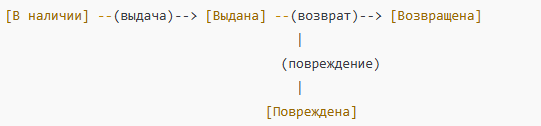 [В наличии] --(выдача)--> [Выдана] --(возврат)--> [Возвращена]
|
(повреждение)
|
[Повреждена]